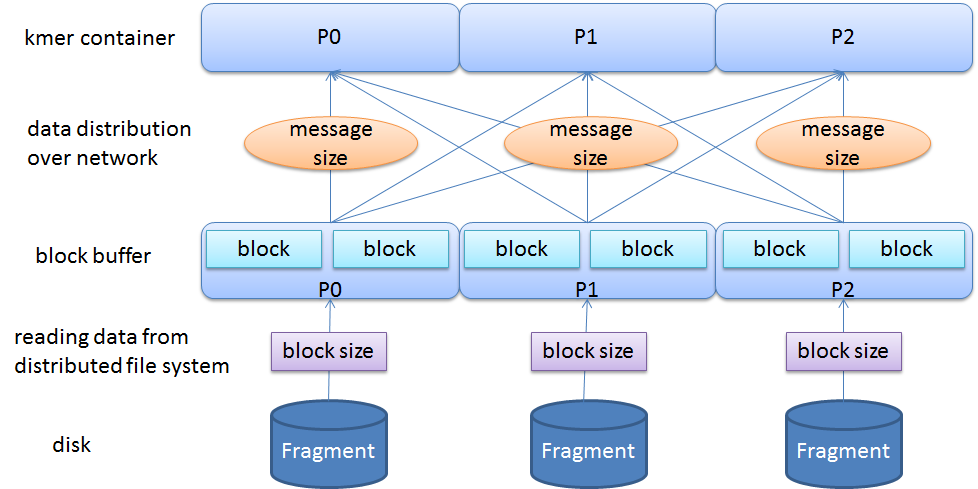 kmer container
P0
P1
P2
data distribution
over network
message
size
message
size
message
size
block buffer
block
block
block
block
block
block
P0
P1
P2
reading data from
distributed file system
block size
block size
block size
disk
Fragment
Fragment
Fragment